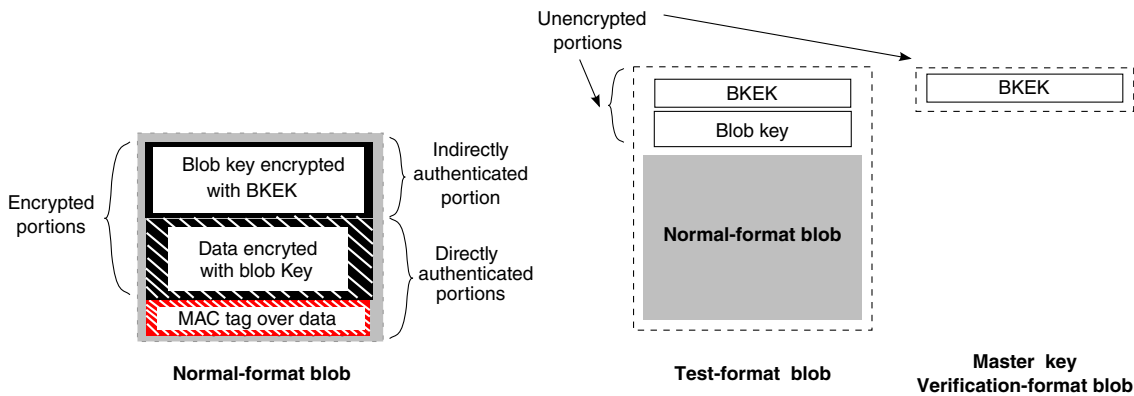 Unencrypted
portions
BKEK
Blob key
Normal-format blob
Test-format blob
BKEK
Master key
Verification-format blob
Encrypted
portions
Blob key encrypted
with BKEK
Data encryted
with blob Key
MAC tag over data
Indirectly
authenticated
portion
Directly
authenticated
portions
Normal-format blob